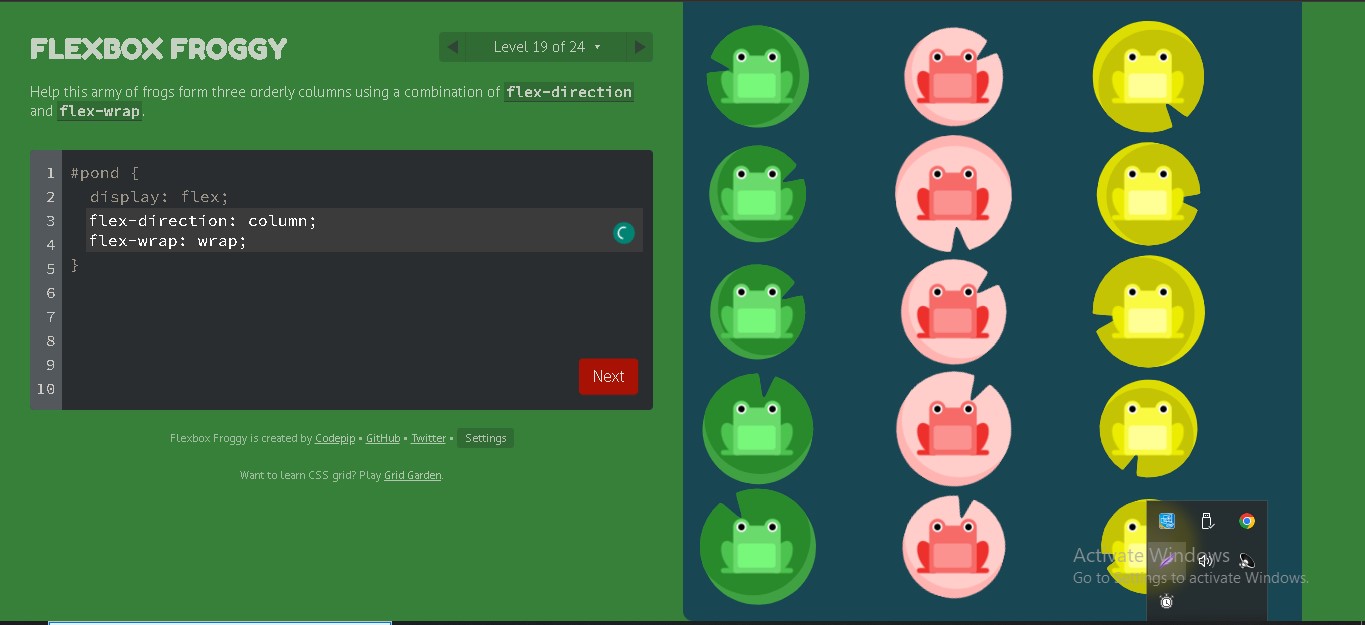 FLEXBOX FROGGY
Level 19 of 24
Help this army of frogs form three orderly columns using a combination of flex-direction
and flex-wrap.
1 #pond {
2 display: flex;
3 flex-direction: column;
4 flex-wrap: wrap;
5 }
6
7
8
9
10
Next
Flexbox Froggy is created by Codepip • GitHub • Twitter • Settings
Want to learn CSS grid? Play Grid Garden.
Activate Windows
Go to Settings to activate Windows.